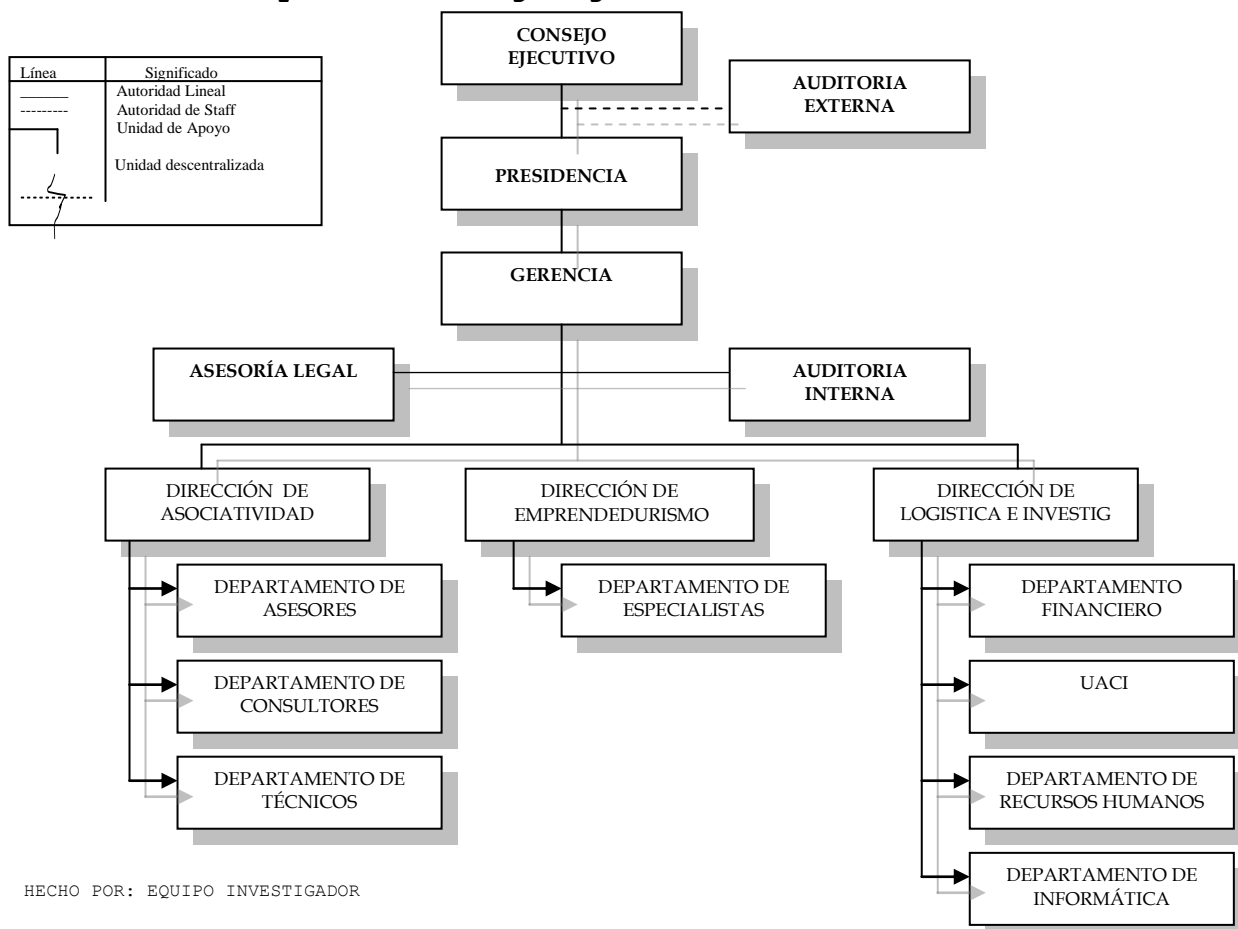 CONSEJO
EJECUTIVO
Línea Significado
Autoridad Lineal
Autoridad de Staff
Unidad de Apoyo
Unidad descentralizada
AUDITORIA
EXTERNA
PRESIDENCIA
GERENCIA
ASESORÍA LEGAL
AUDITORIA
INTERNA
DIRECCIÓN DE
ASOCIATIVIDAD
DIRECCIÓN DE
EMPRENDEDURISMO
DIRECCIÓN DE
LOGISTICA E INVESTIG
DEPARTAMENTO DE
ASESORES
DEPARTAMENTO DE
CONSULTORES
DEPARTAMENTO DE
TÉCNICOS
DEPARTAMENTO DE
ESPECIALISTAS
DEPARTAMENTO
FINANCIERO
UACI
DEPARTAMENTO DE
RECURSOS HUMANOS
DEPARTAMENTO DE
INFORMÁTICA
HECHO POR: EQUIPO INVESTIGADOR